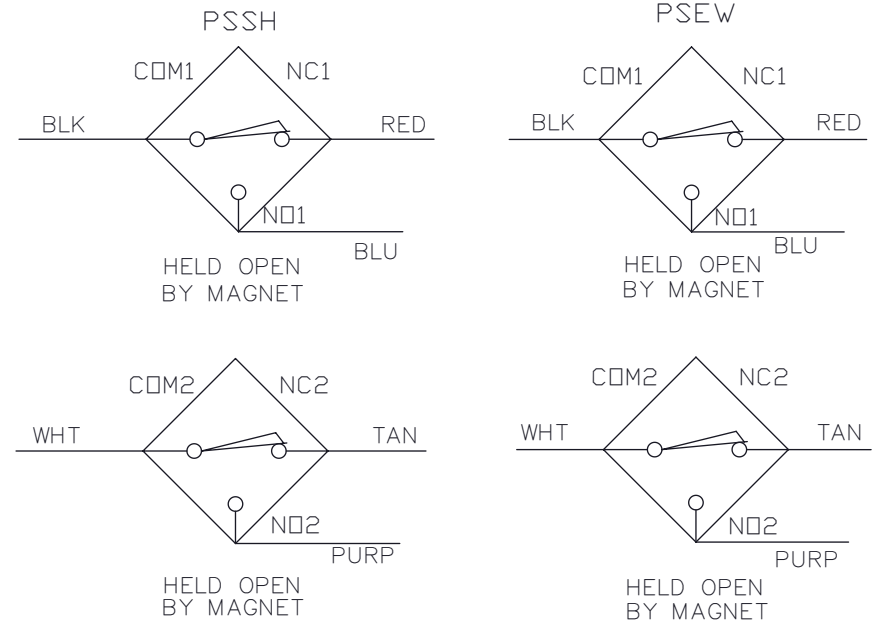 PSSH
COM1 NC1
BLK RED
NO1
BLU
HELD OPEN
BY MAGNET
PSEW
COM1 NC1
BLK RED
NO1
BLU
HELD OPEN
BY MAGNET
COM2 NC2
WHT TAN
NO2
PURP
HELD OPEN
BY MAGNET
COM2 NC2
WHT TAN
NO2
PURP
HELD OPEN
BY MAGNET